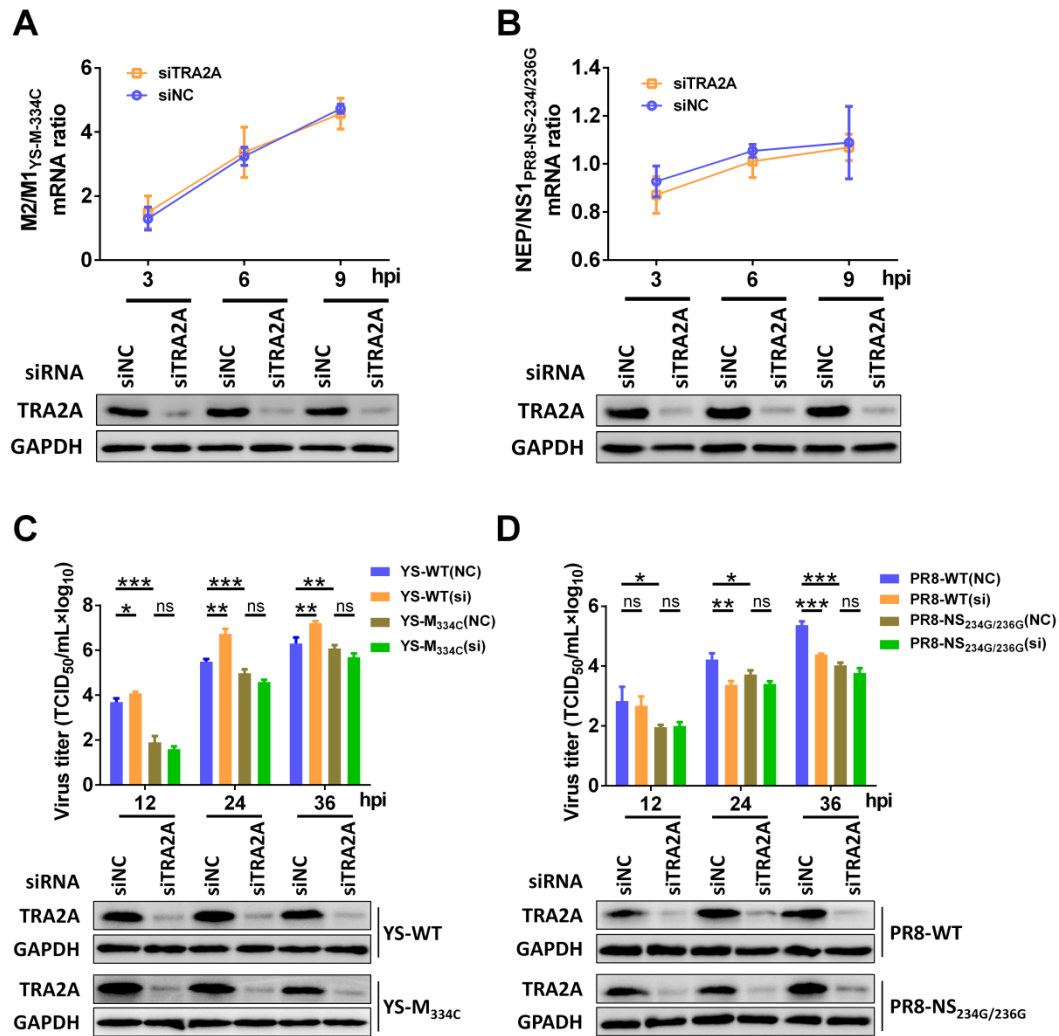 A
siTRA2A
siNC
M2/M1YS-M-334C
mRNA ratio
6
4
2
0
3 6 9 hpi
siRNA siNC siTRA2A siNC siTRA2A siNC siTRA2A
TRA2A
GAPDH
B
siTRA2A
siNC
NEP/NS1PR8-NS-234/236G
mRNA ratio
1.4
1.2
1.0
0.8
0.6
3 6 9 hpi
siRNA siNC siTRA2A siNC siTRA2A siNC siTRA2A
TRA2A
GAPDH
C
YS-WT(NC)
YS-WT(si)
YS-M334C(NC)
YS-M334C(si)
Virus titer (TCID50/mL×log10)
8
6
4
2
0
*** *** **
* ns ** ns ** ns
12 24 36 hpi
siRNA siNC siTRA2A siNC siTRA2A siNC siTRA2A
TRA2A
GAPDH
YS-WT
TRA2A
GAPDH
YS-M334C
D
PR8-WT(NC)
PR8-WT(si)
PR8-NS234G/236G(NC)
PR8-NS234G/236G(si)
Virus titer (TCID50/mL×log10)
8
6
4
2
0
* * ***
ns ns ** ns *** ns
12 24 36 hpi
siRNA siNC siTRA2A siNC siTRA2A siNC siTRA2A
TRA2A
GAPDH
PR8-WT
TRA2A
GPADH
PR8-NS234G/236G